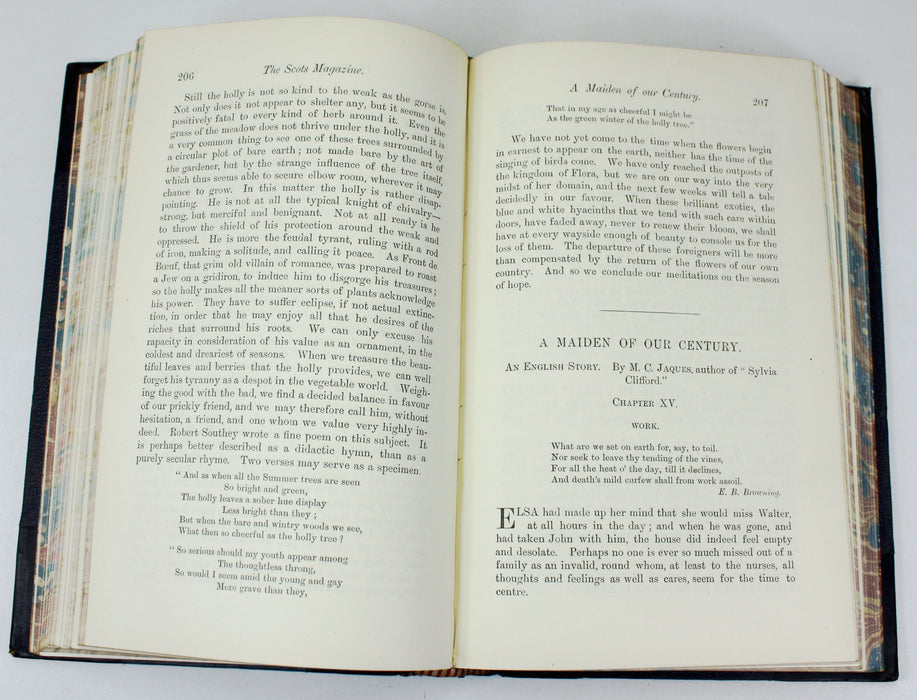 206
The Scots Magazine.
Still the holly is not so kind to the weak as the gorse is.
Not only does it not appear to shelter any, but it seems to be
positively fatal to every kind of herb around it. Even the
grass of the meadow does not thrive under the holly, and it is
a very common thing to see one of these trees surrounded by
a circular plot of bare earth; not made bare by the art of
the gardener, but by the strange influence of the tree itself,
which thus seems able to secure elbow room, wherever it may
chance to grow. In this matter the holly is rather disap-
pointing. He is not at all the typical knight of chivalry—
strong, but merciful and benignant. Not at all ready is he
to throw the shield of his protection around the weak and
oppressed. He is more the feudal tyrant, ruling with a rod
of iron, making a solitude, and calling it peace. As Front de
Bœuf, that grim old villain of romance, was prepared to roast
a Jew on a gridiron, to induce him to disgorge his treasures;
so the holly makes all the meaner sorts of plants acknowledge
his power. They have to suffer eclipse, if not actual extinc-
tion, in order that he may enjoy all that he desires of the
riches that surround his roots. We can only excuse his
rapacity in consideration of his value as an ornament, in the
coldest and dreariest of seasons. When we treasure the beau-
tiful leaves and berries that the holly provides, we can well
forget his tyranny as a despot in the vegetable world. Weigh-
ing the good with the bad, we find a decided balance in favour
of our prickly friend, and we may therefore call him, without
hesitation, a friend, and one whom we value very highly in-
deed. Robert Southey wrote a fine poem on this subject. It
is perhaps better described as a didactic hymn, than as a
purely secular rhyme. Two verses may serve as a specimen.
" And as when all the Summer trees are seen
So bright and green,
The holly leaves a sober hue display
Less bright than they ;
But when the bare and wintry woods we see,
What then so cheerful as the holly tree ?
" So serious should my youth appear among
The thoughtless throng,
So would I seem amid the young and gay
More grave than they,
A Maiden of our Century.
207
That in my age as cheerful I might be
As the green winter of the holly tree."
We have not yet come to the time when the flowers begin
in earnest to appear on the earth, neither has the time of the
singing of birds come. We have only reached the outposts of
the kingdom of Flora, but we are on our way into the very
midst of her domain, and the next few weeks will tell a tale
decidedly in our favour. When these brilliant exotics, the
blue and white hyacinths that we tend with such care within
doors, have faded away, never to renew their bloom, we shall
have at every wayside enough of beauty to console us for the
loss of them. The departure of these foreigners will be more
than compensated by the return of the flowers of our own
country. And so we conclude our meditations on the season
of hope.
A MAIDEN OF OUR CENTURY.
AN ENGLISH STORY. By M. C. JAQUES, author of " Sylvia
Clifford."
CHAPTER XV.
WORK.
What are we set on earth for, say, to toil.
Nor seek to leave thy tending of the vines,
For all the heat o' the day, till it declines,
And death's mild corfew shall from work assoil.
E. B. Browning.
ELSA had made up her mind that she would miss Walter,
at all hours in the day ; and when he was gone, and
had taken John with him, the house did indeed feel empty
and desolate. Perhaps no one is ever so much missed out of a
family as an invalid, round whom, at least to the nurses, all
thoughts and feelings as well as cares, seem for the time to
centre.